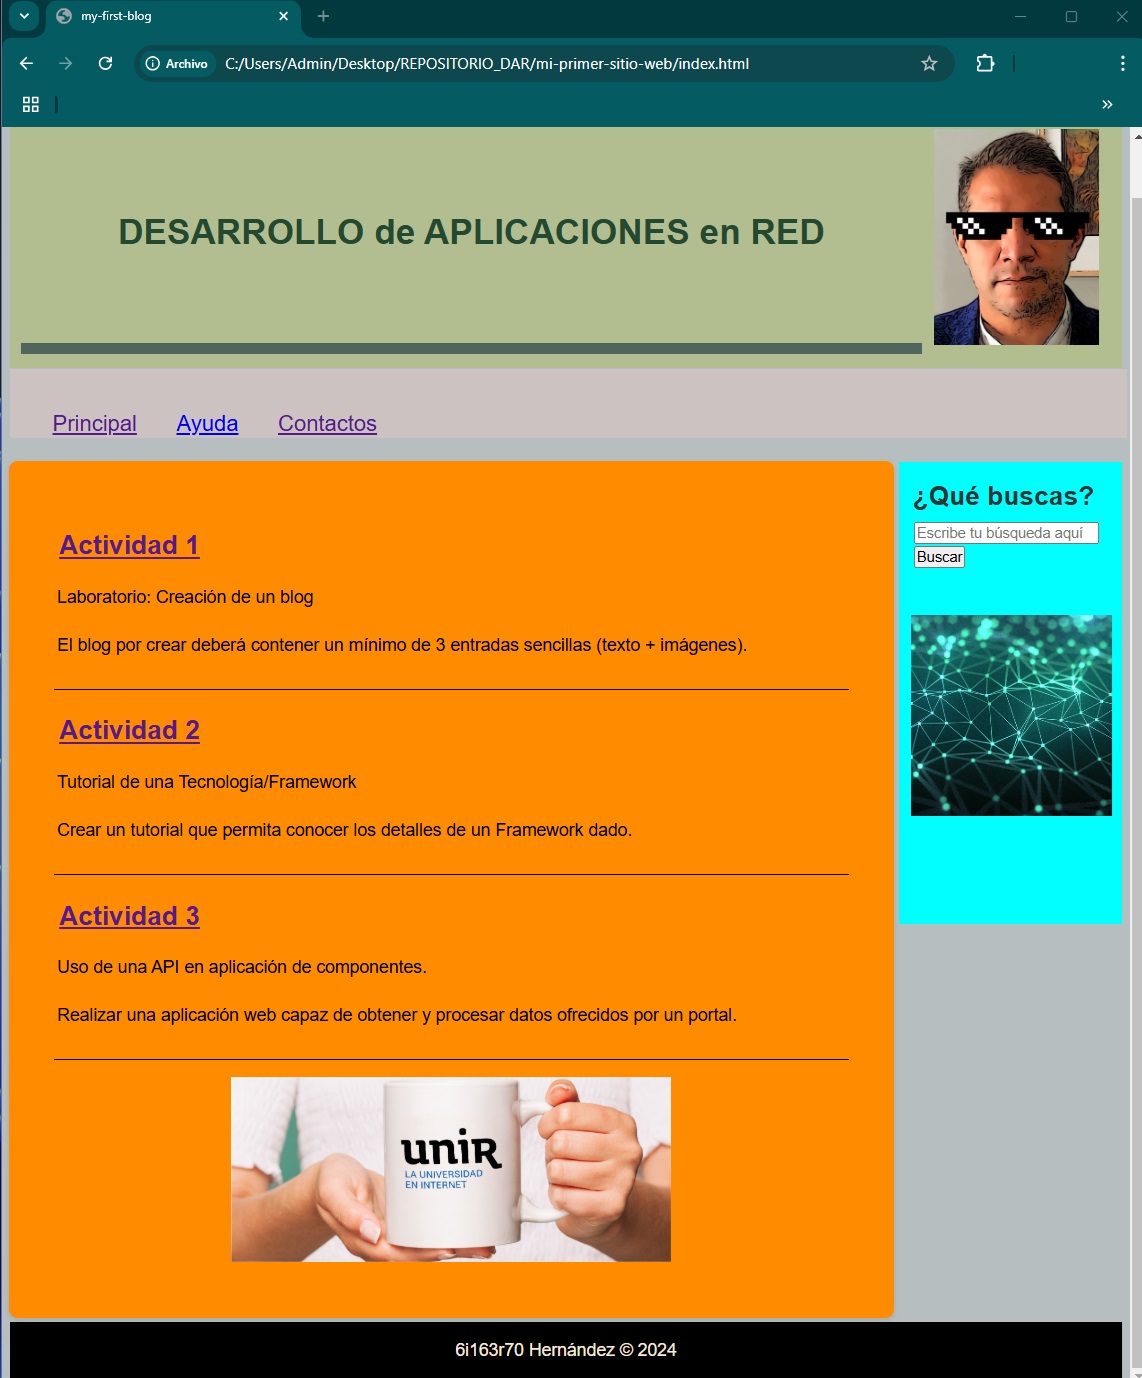 my-first-blog
Archivo
C:/Users/Admin/Desktop/REPOSITORIO_DAR/mi-primer-sitio-web/index.html
DESARROLLO de APLICACIONES en RED
Principal Ayuda Contactos
¿Qué buscas?
Escribe tu búsqueda aquí
Buscar
Actividad 1
Laboratorio: Creación de un blog
El blog por crear deberá contener un mínimo de 3 entradas sencillas (texto + imágenes).
Actividad 2
Tutorial de una Tecnología/Framework
Crear un tutorial que permita conocer los detalles de un Framework dado.
Actividad 3
Uso de una API en aplicación de componentes.
Realizar una aplicación web capaz de obtener y procesar datos ofrecidos por un portal.
uniR
LA UNIVERSIDAD
EN INTERNET
6i163r70 Hernández © 2024